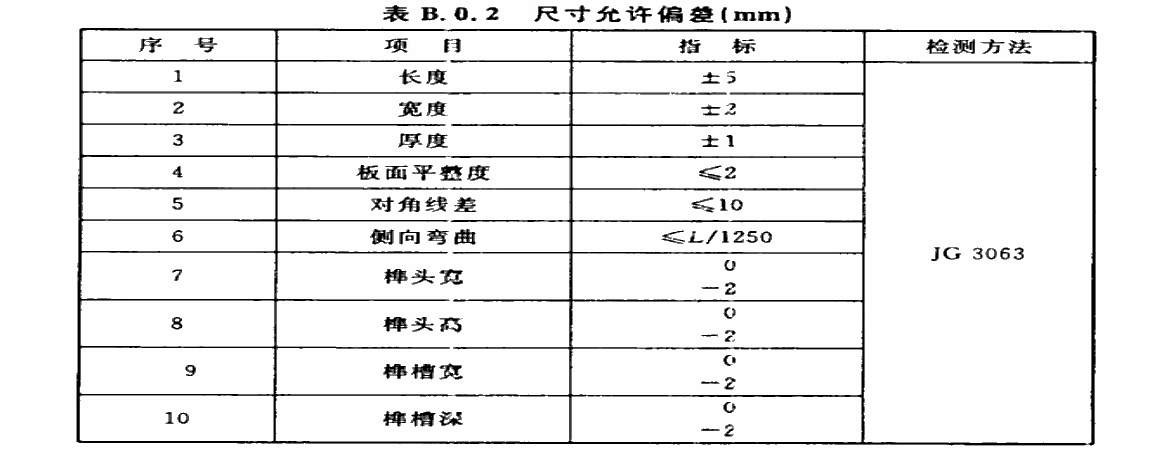 表 B.0.2 尺寸允许偏差(mm)
序 号 项 目 指 标 检测方法
1 长度 ±5
2 宽度 ±2
3 厚度 ±1
4 板面平整度 ≤2
5 对角线差 ≤10
6 侧向弯曲 ≤L/1250
7 榫头宽 0
-2
8 榫头高 0
-2
9 榫槽宽 0
-2
10 榫槽深 0
-2
JG 3063